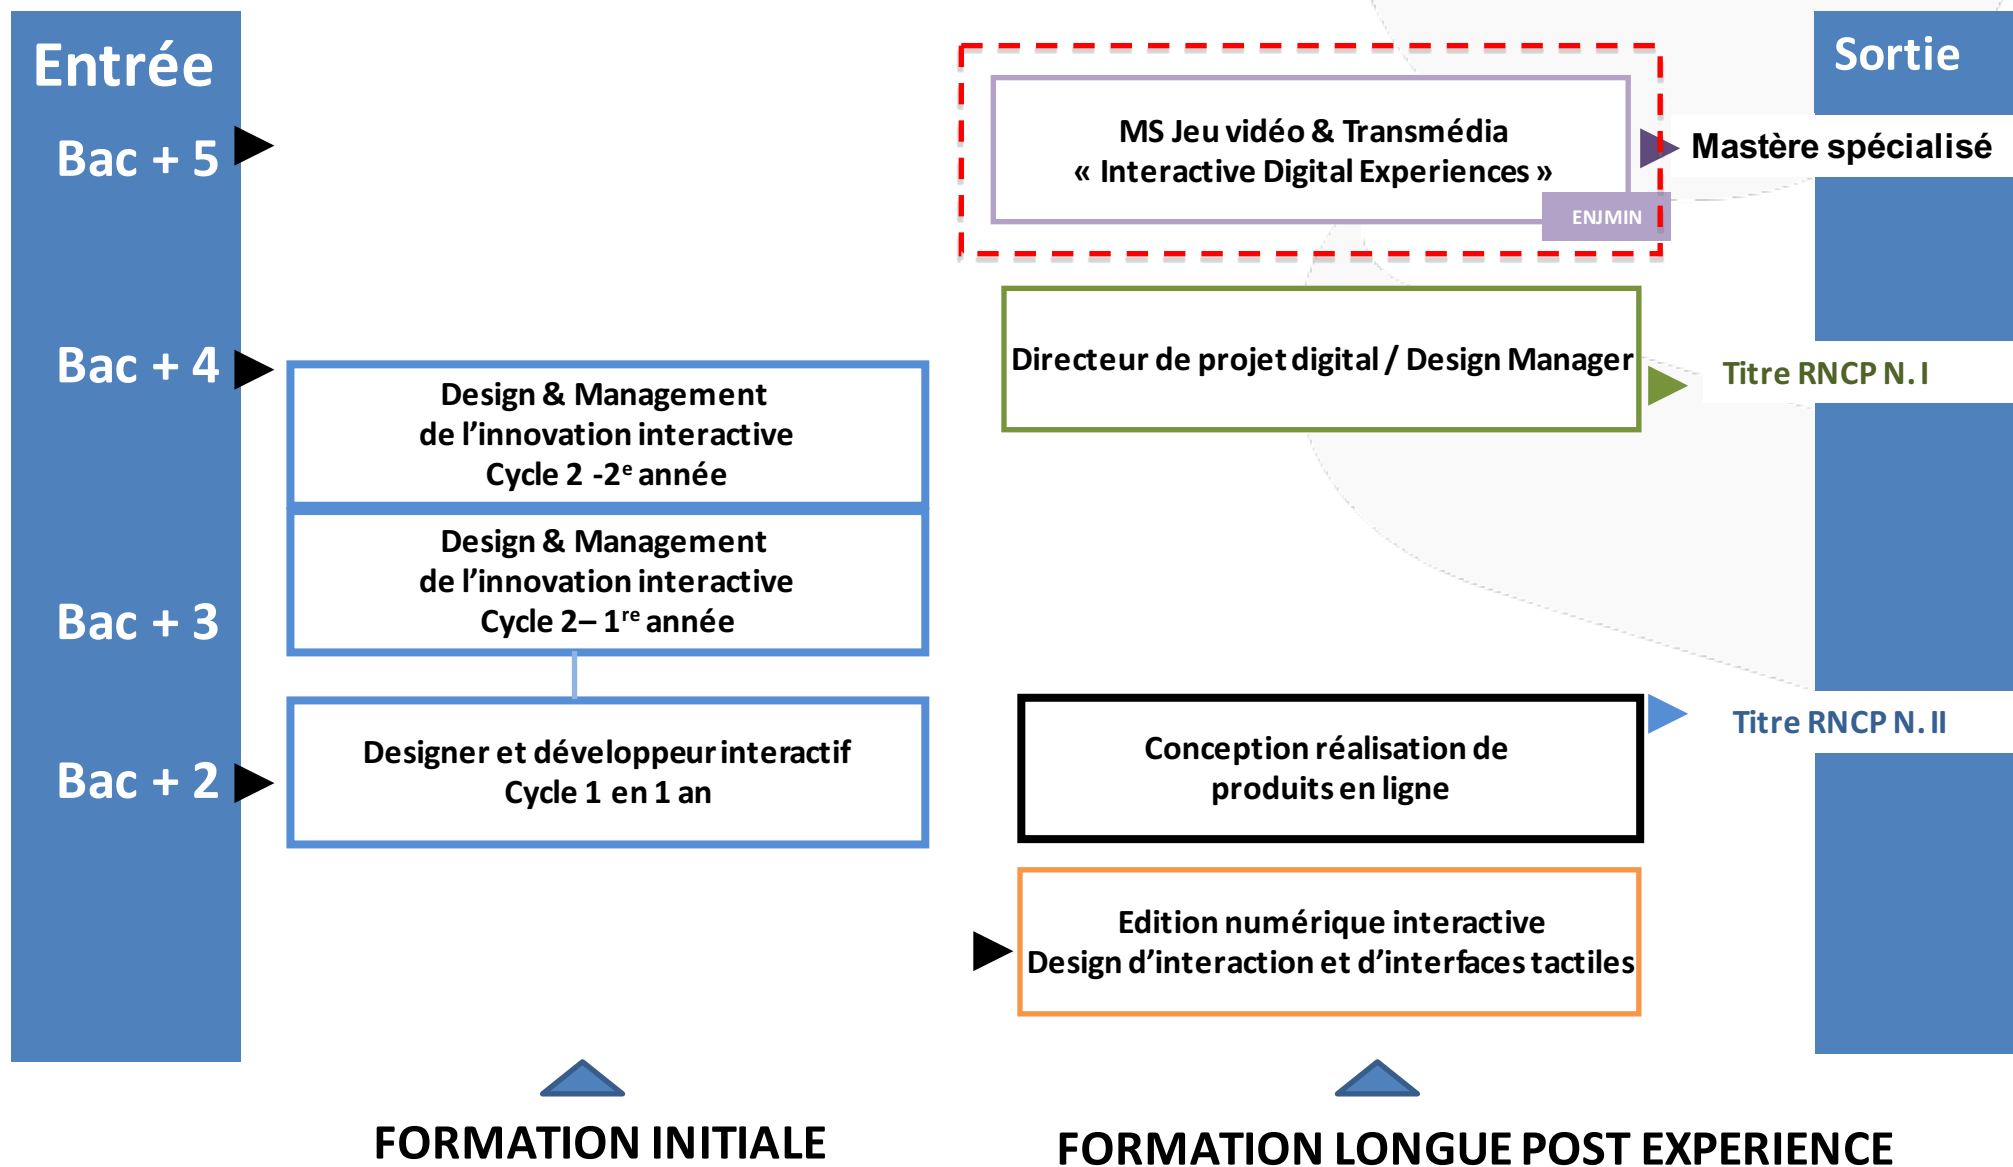 Entrée
Bac + 5
Bac + 4
Bac + 3
Bac + 2
Design & Management
de l’innovation interactive
Cycle 2 -2e année
Design & Management
de l’innovation interactive
Cycle 2– 1re année
Designer et développeur interactif
Cycle 1 en 1 an
FORMATION INITIALE
MS Jeu vidéo & Transmédia
« Interactive Digital Experiences »
ENJMIN
Directeur de projet digital / Design Manager
Conception réalisation de
produits en ligne
Edition numérique interactive
Design d’interaction et d’interfaces tactiles
FORMATION LONGUE POST EXPERIENCE
Sortie
Mastère spécialisé
Titre RNCP N. I
Titre RNCP N. II